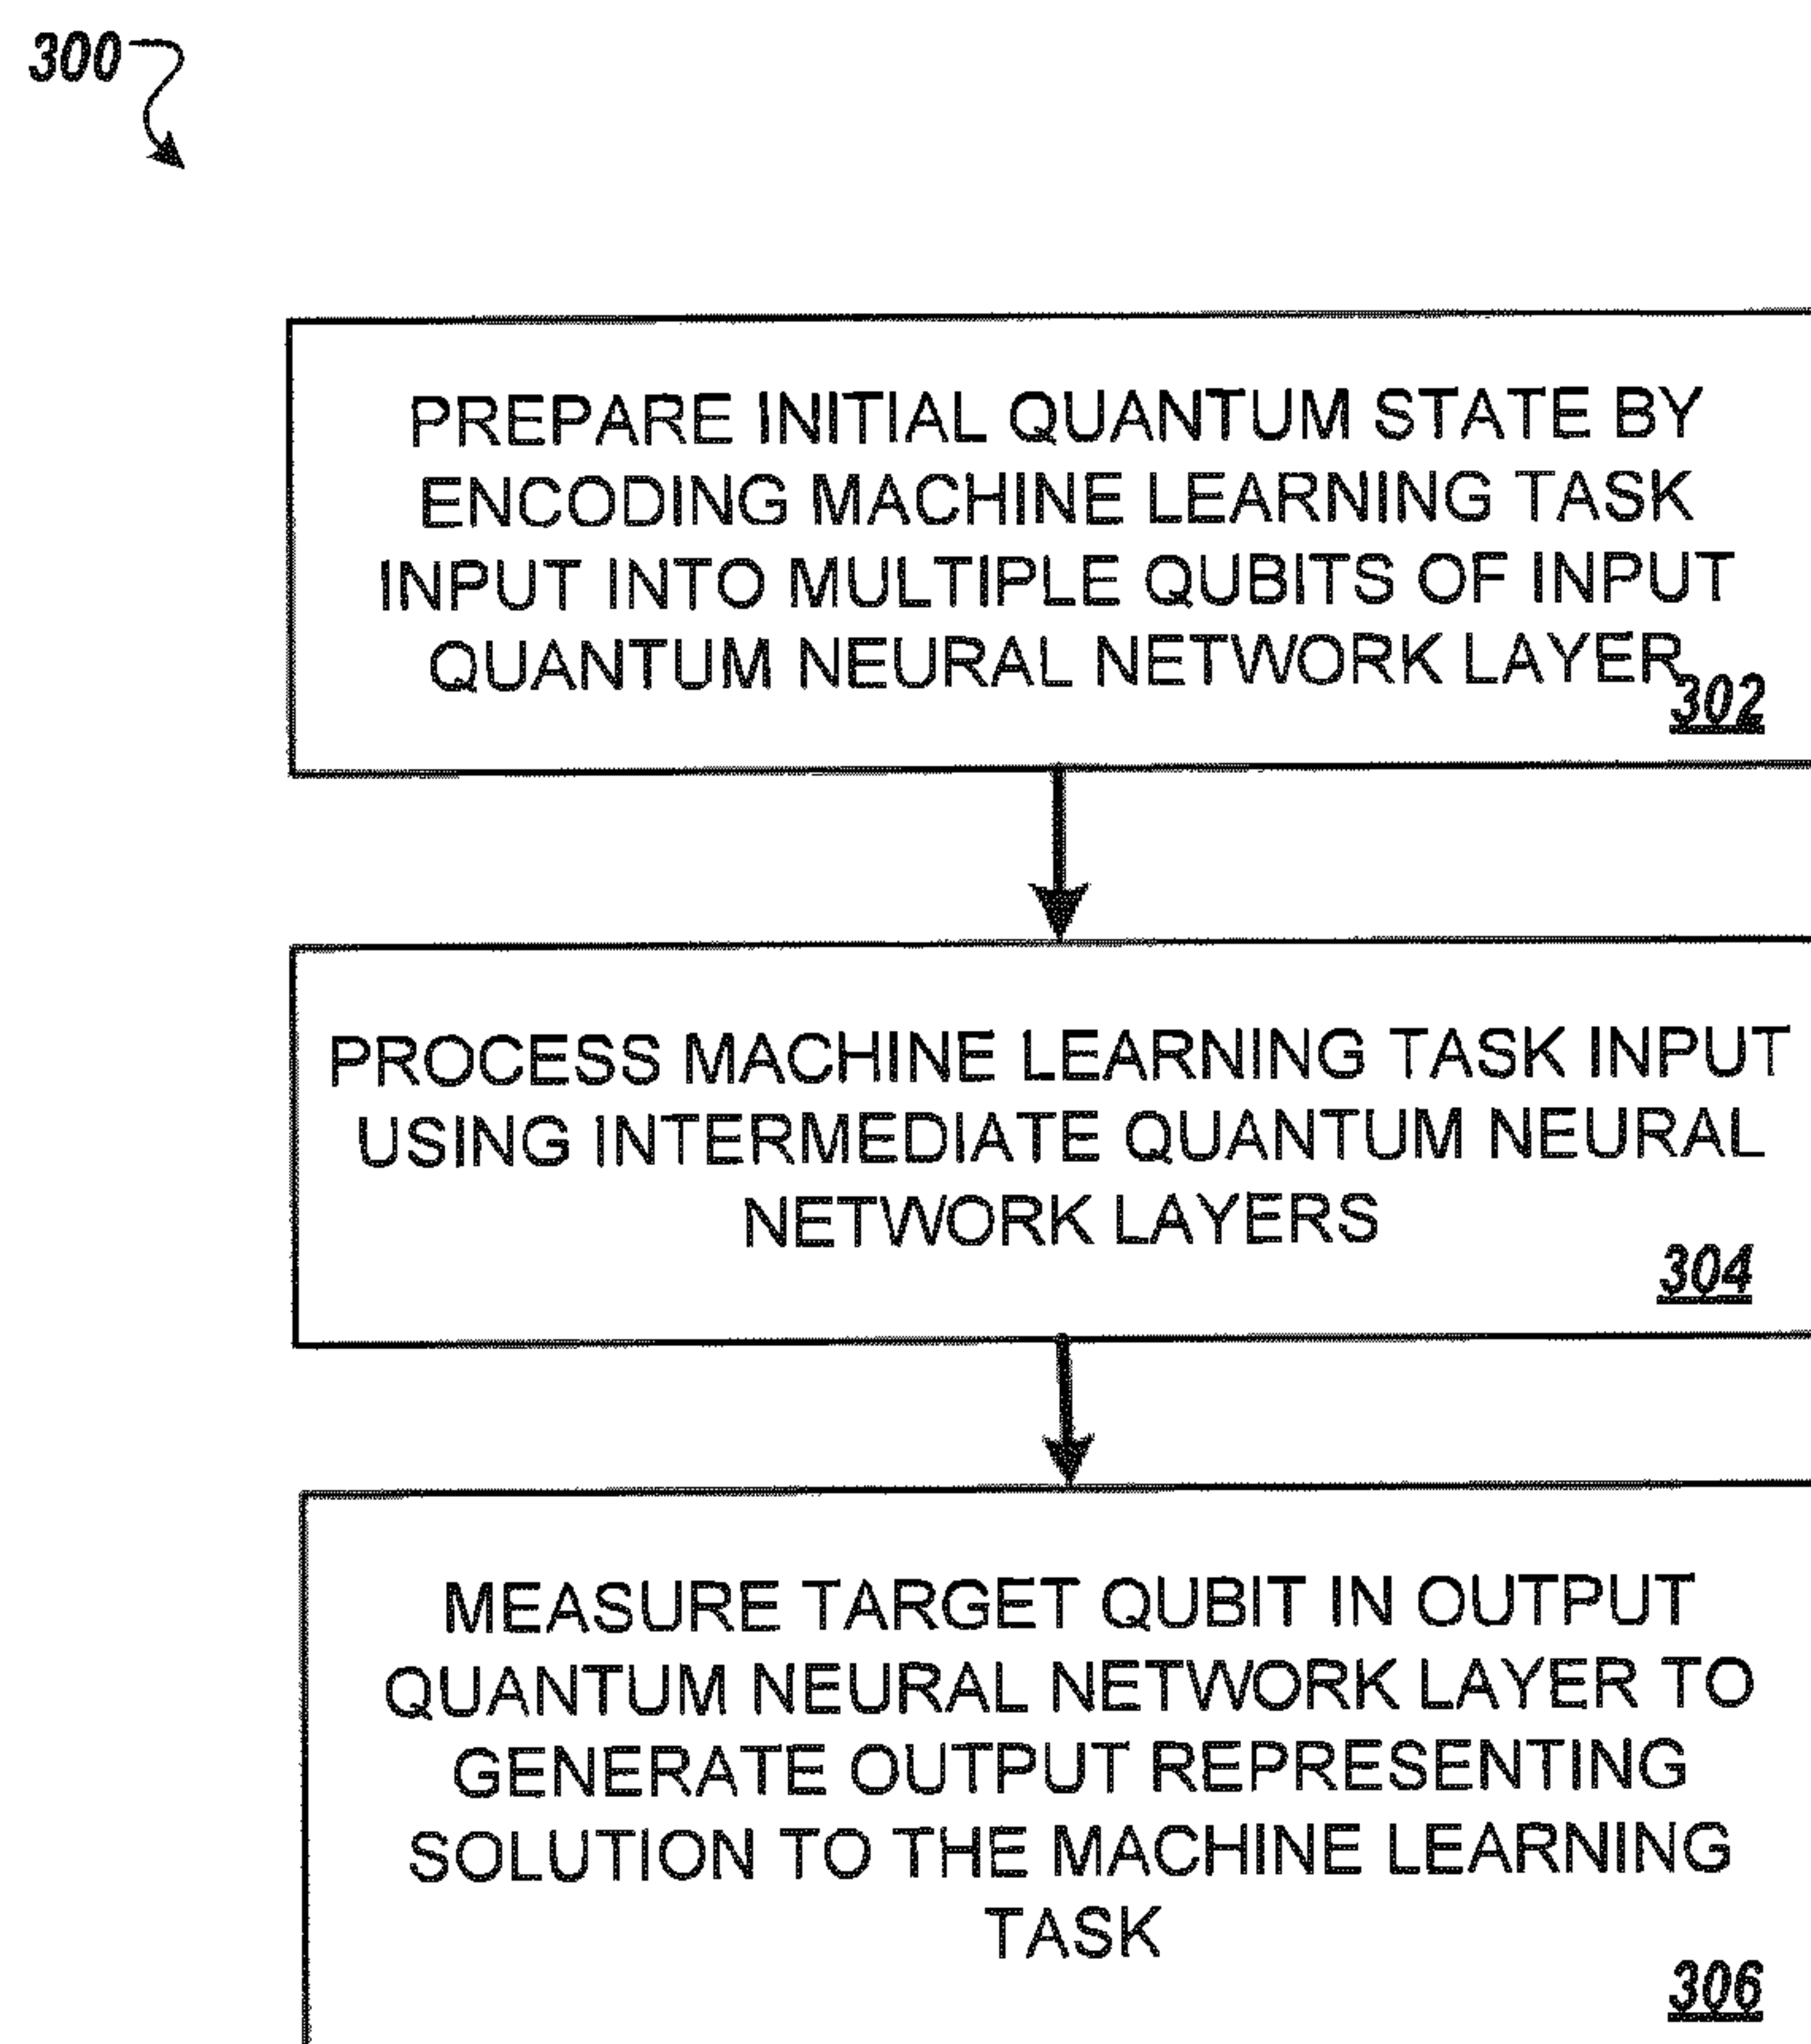 300
PREPARE INITIAL QUANTUM STATE BY
ENCODING MACHINE LEARNING TASK
INPUT INTO MULTIPLE QUBITS OF INPUT
QUANTUM NEURAL NETWORK LAYER
302
PROCESS MACHINE LEARNING TASK INPUT
USING INTERMEDIATE QUANTUM NEURAL
NETWORK LAYERS
304
MEASURE TARGET QUBIT IN OUTPUT
QUANTUM NEURAL NETWORK LAYER TO
GENERATE OUTPUT REPRESENTING
SOLUTION TO THE MACHINE LEARNING
TASK
306